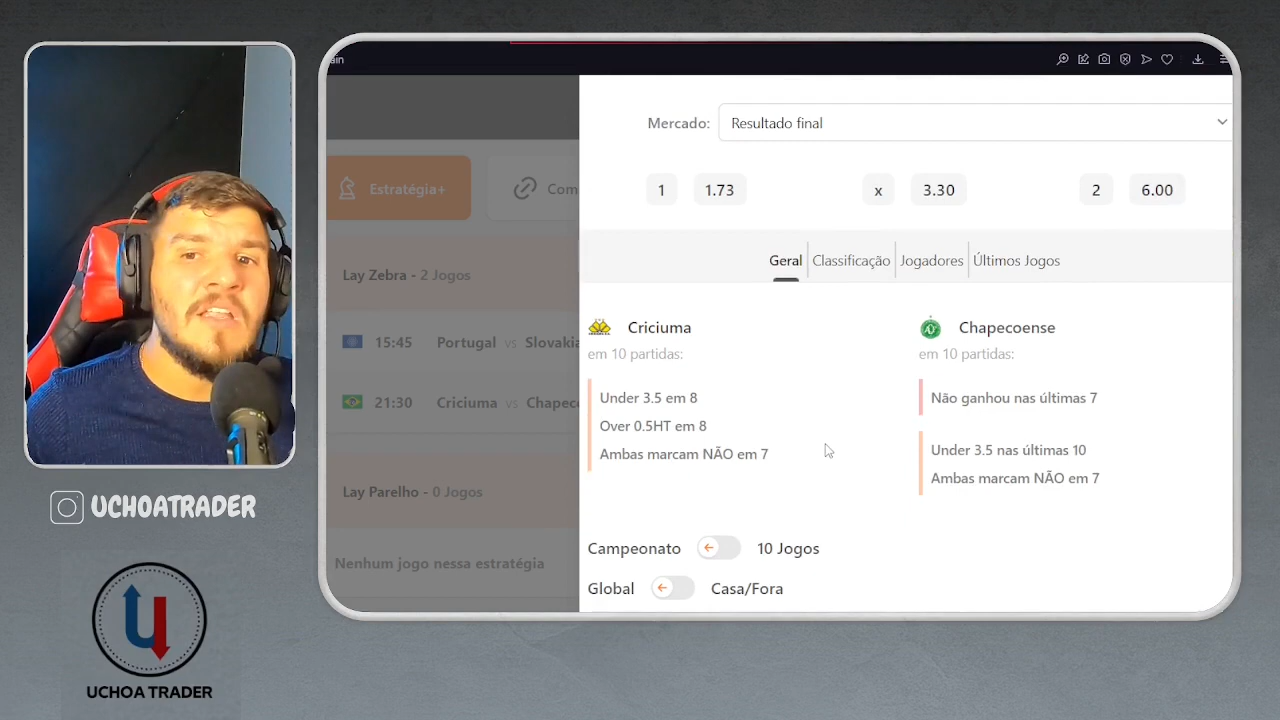 ain
Mercado:
Resultado final
1
1.73
x
3.30
2
6.00
Estratégia+
Com
Geral
Classificação
Jogadores
Últimos Jogos
Lay Zebra - 2 Jogos
15:45 Portugal vs Slovakia
21:30 Criciuma vs Chapec
Lay Parelho - 0 Jogos
Nenhum jogo nessa estratégia
Criciuma
em 10 partidas:
Under 3.5 em 8
Over 0.5HT em 8
Ambas marcam NÃO em 7
Chapecoense
em 10 partidas:
Não ganhou nas últimas 7
Under 3.5 nas últimas 10
Ambas marcam NÃO em 7
Campeonato
10 Jogos
Global
Casa/Fora
UCHOATRADER
U
UCHOA TRADER